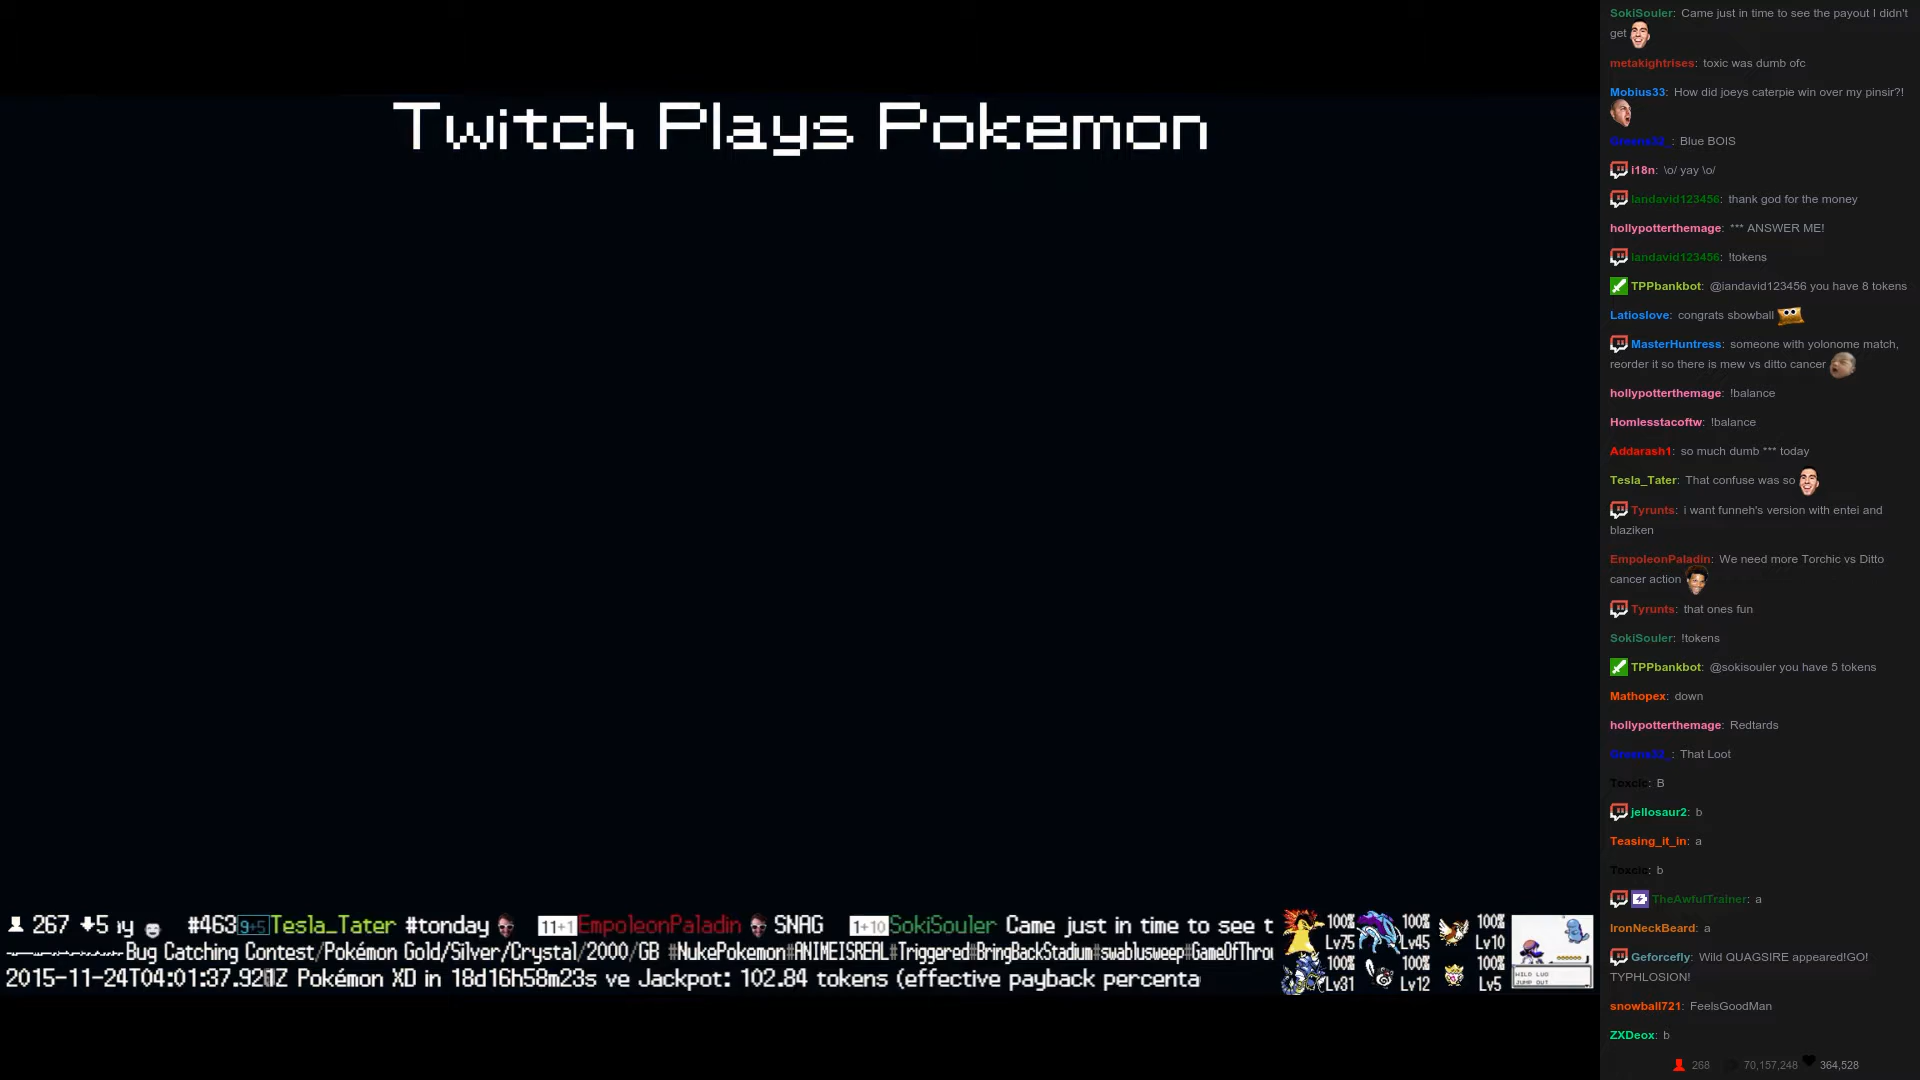 Twitch Plays Pokemon
267 5 #463 9+5 Tesla_Tater #tonday 11+1 EmpoleonPaladin SNAG 1+10 SokiSouler Came just in time to see t
Bug Catching Contest/Pokémon Gold/Silver/Crystal/2000/GB #NukePokemon#ANIMEISREAL#Triggered#BringBackStadium#swablusweep#GameOfThro
Pokémon XD in 18d16h58m23s ve Jackpot: 102.84 tokens (effective payback percenta
100% 100% 100%
Lv75 Lv45 Lv10
100% 100% 100%
Lv31 Lv12 Lv5
SokiSouler: Came just in time to see the payout I didn't
get
metakightrises: toxic was dumb ofc
Mobius33: How did joeys caterpie win over my pinsir?!
Blue BOIS
i18n: \o/ yay \o/
iandavid123456: thank god for the money
hollypotterthemage: *** ANSWER ME!
iandavid123456: !tokens
TPPbankbot: @iandavid123456 you have 8 tokens
Latioslove: congrats sbowball
MasterHuntress: someone with yolonome match,
reorder it so there is mew vs ditto cancer
hollypotterthemage: !balance
Homlesstacoftw: !balance
Addarash1: so much dumb *** today
Tesla_Tater: That confuse was so
Tyrunts: i want funneh's version with entei and
blaziken
EmpoleonPaladin: We need more Torchic vs Ditto
cancer action
Tyrunts: that ones fun
SokiSouler: !tokens
TPPbankbot: @sokisouler you have 5 tokens
Mathopex: down
hollypotterthemage: Redtards
That Loot
Toxcic: B
jellosaur2: b
Teasing_it_in: a
Toxcic: b
TheAwfulTrainer: a
IronNeckBeard: a
Geforcefly: Wild QUAGSIRE appeared!GO!
TYPHLOSION!
snowball721: FeelsGoodMan
ZXDeox: b
268 70,157,248 364,528